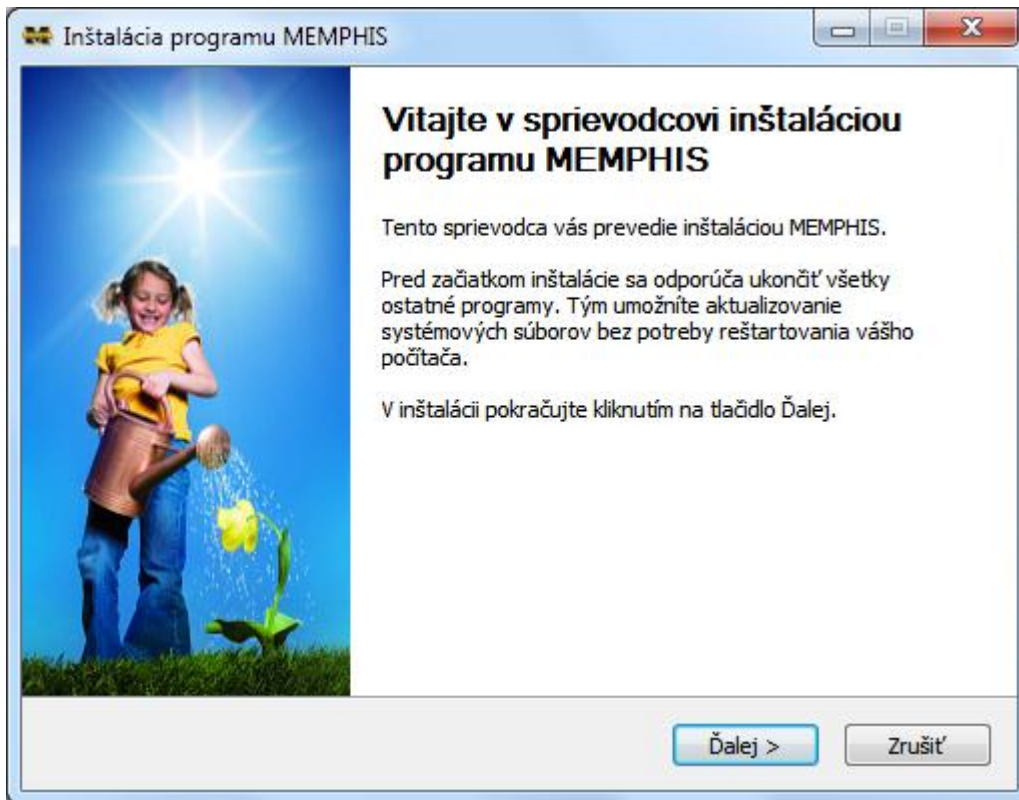 Inštalácia programu MEMPHIS
Vitajte v sprievodcovi inštaláciou
programu MEMPHIS
Tento sprievodca vás prevedie inštaláciou MEMPHIS.
Pred začiatkom inštalácie sa odporúča ukončiť všetky
ostatné programy. Tým umožníte aktualizovanie
systémových súborov bez potreby reštartovania vášho
počítača.
V inštalácii pokračujte kliknutím na tlačidlo Ďalej.
Ďalej >
Zrušiť